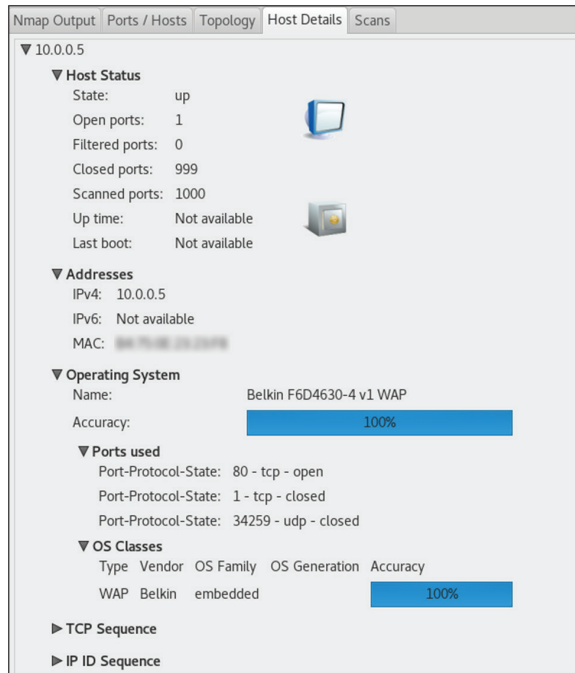 Nmap Output Ports / Hosts Topology Host Details Scans
10.0.0.5
Host Status
State: up
Open ports: 1
Filtered ports: 0
Closed ports: 999
Scanned ports: 1000
Up time: Not available
Last boot: Not available
Addresses
IPv4: 10.0.0.5
IPv6: Not available
MAC:
Operating System
Name: Belkin F6D4630-4 v1 WAP
Accuracy: 100%
Ports used
Port-Protocol-State: 80 - tcp - open
Port-Protocol-State: 1 - tcp - closed
Port-Protocol-State: 34259 - udp - closed
OS Classes
Type Vendor OS Family OS Generation Accuracy
WAP Belkin embedded 100%
TCP Sequence
IP ID Sequence